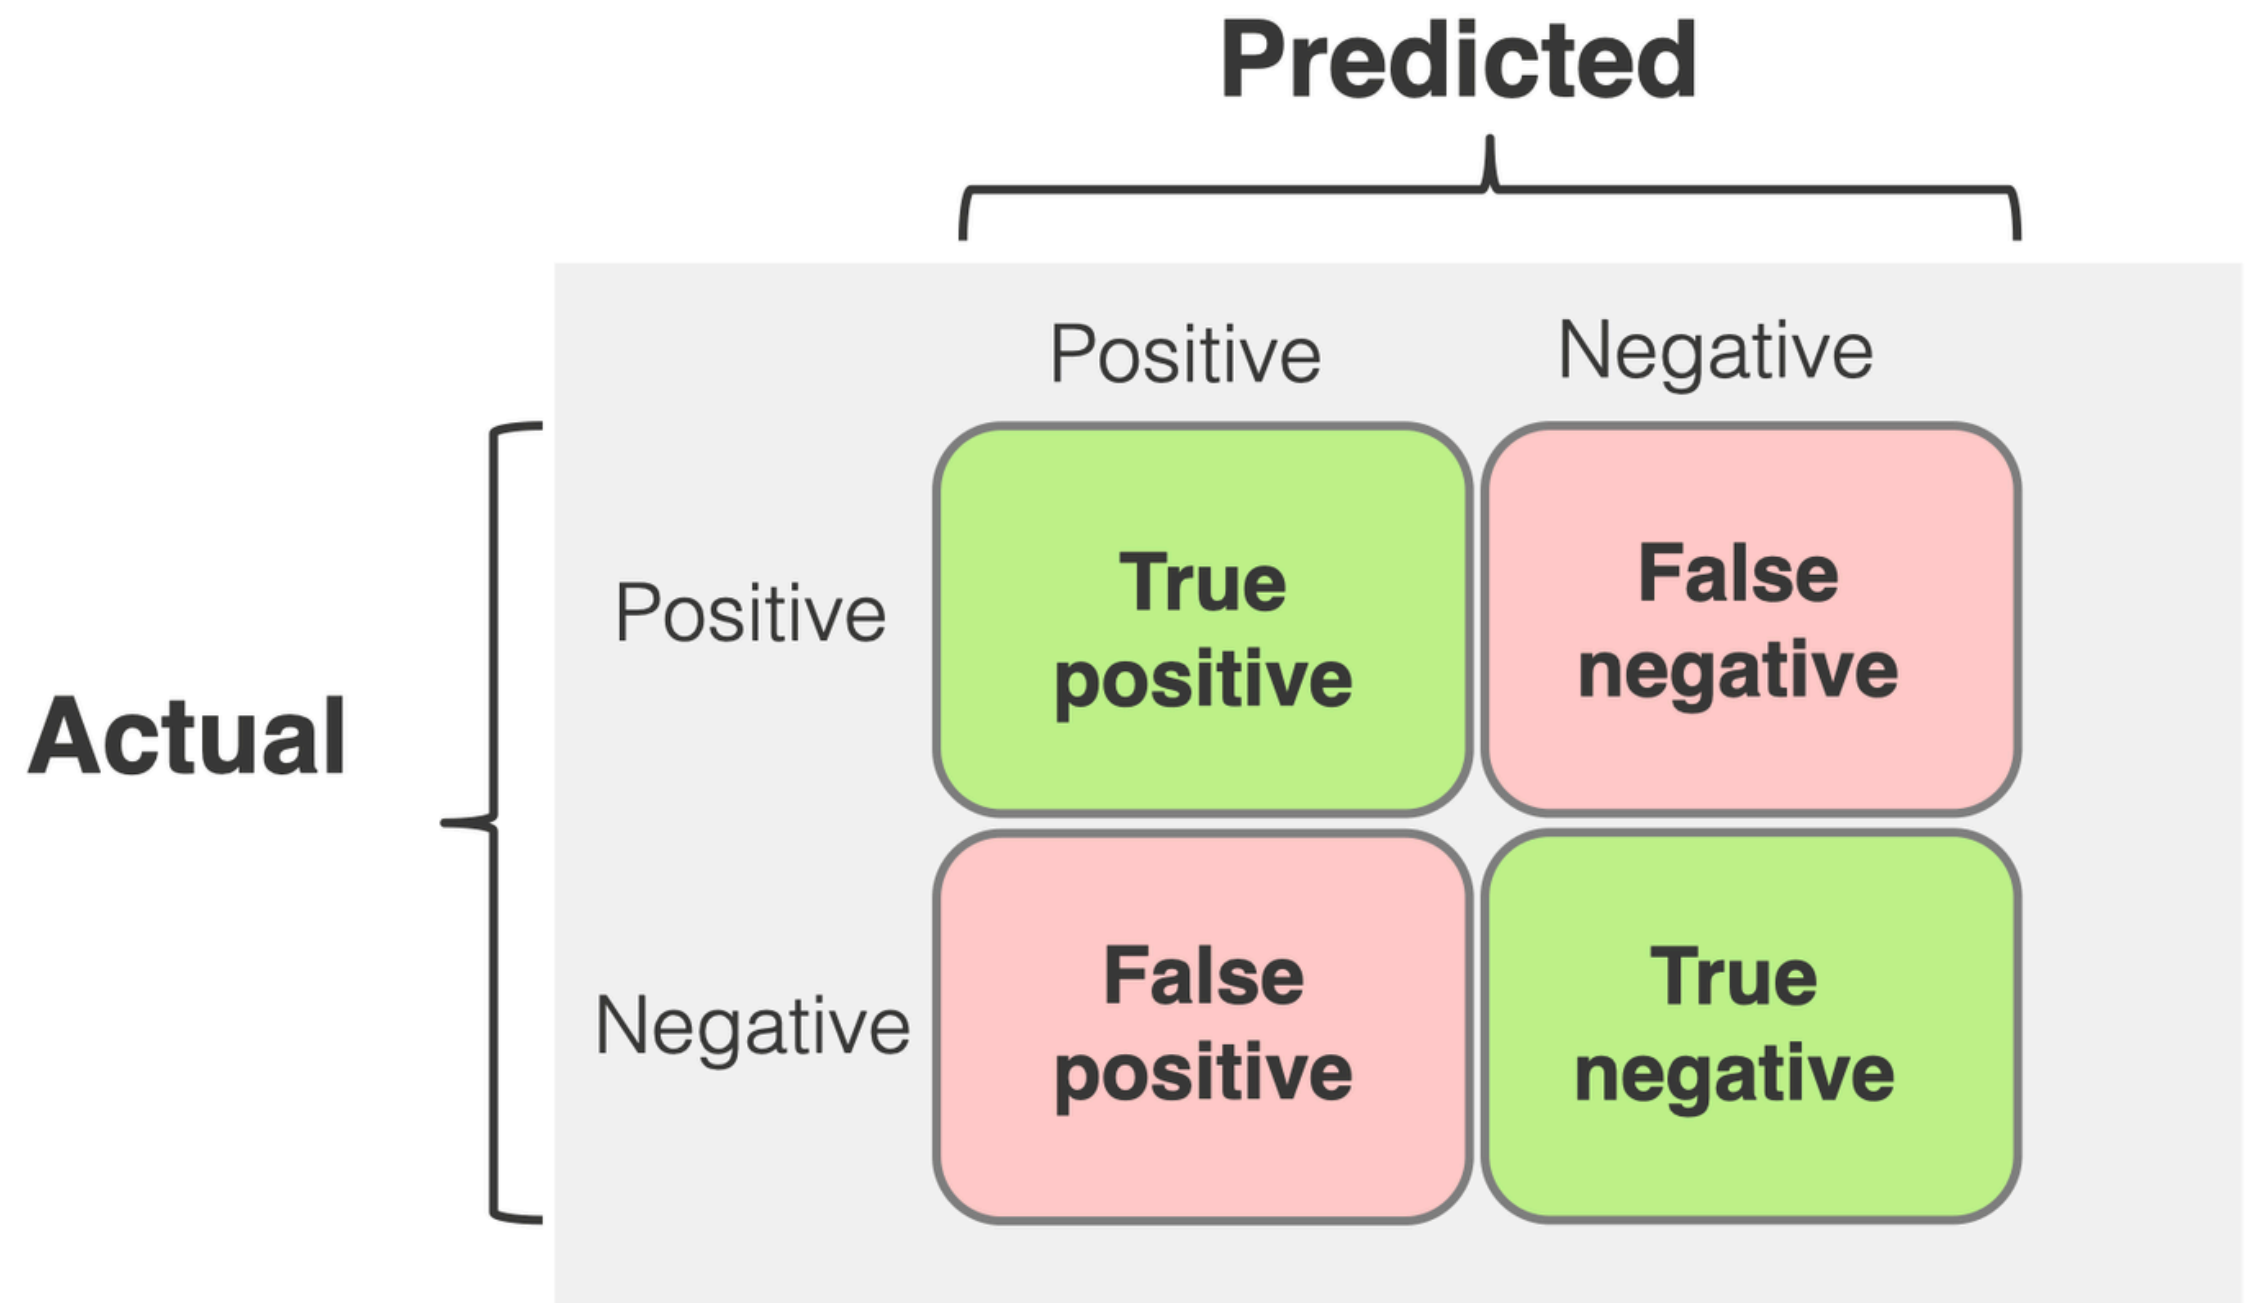 Predicted
Positive Negative
Actual
Positive
True
positive
False
negative
Negative
False
positive
True
negative